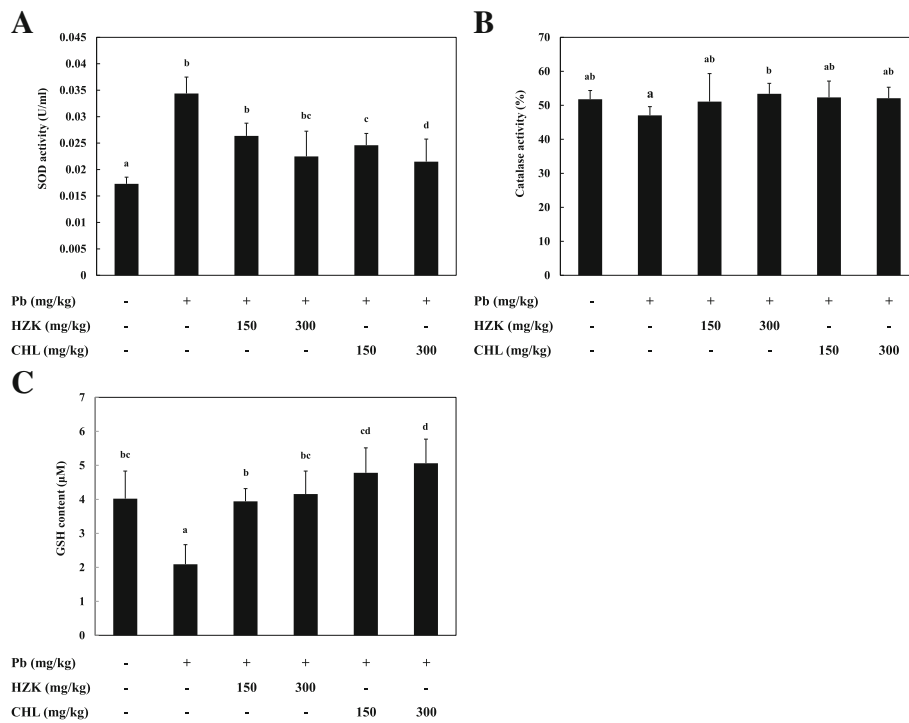 A
SOD activity (U/ml)
0.045
0.04
0.035
0.03
0.025
0.02
0.015
0.01
0.005
0
a
b
b
bc
c
d
Pb (mg/kg) - + + + + +
HZK (mg/kg) - - 150 300 - -
CHL (mg/kg) - - - - 150 300
B
Catalase activity (%)
70
60
50
40
30
20
10
0
ab
a
ab
b
ab
ab
Pb (mg/kg) - + + + + +
HZK (mg/kg) - - 150 300 - -
CHL (mg/kg) - - - - 150 300
C
GSH content (µM)
7
6
5
4
3
2
1
0
bc
a
b
bc
cd
d
Pb (mg/kg) - + + + + +
HZK (mg/kg) - - 150 300 - -
CHL (mg/kg) - - - - 150 300